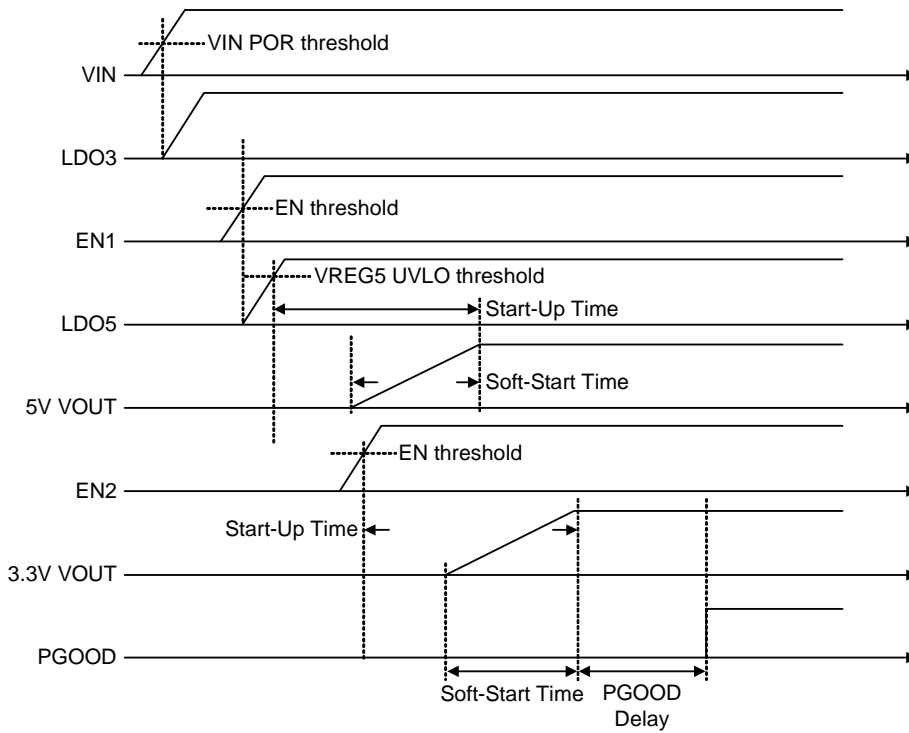 VIN POR threshold
VIN
LDO3
EN threshold
EN1
VREG5 UVLO threshold
Start-Up Time
LDO5
Soft-Start Time
5V VOUT
EN threshold
EN2
Start-Up Time
3.3V VOUT
PGOOD
Soft-Start Time
PGOOD
Delay